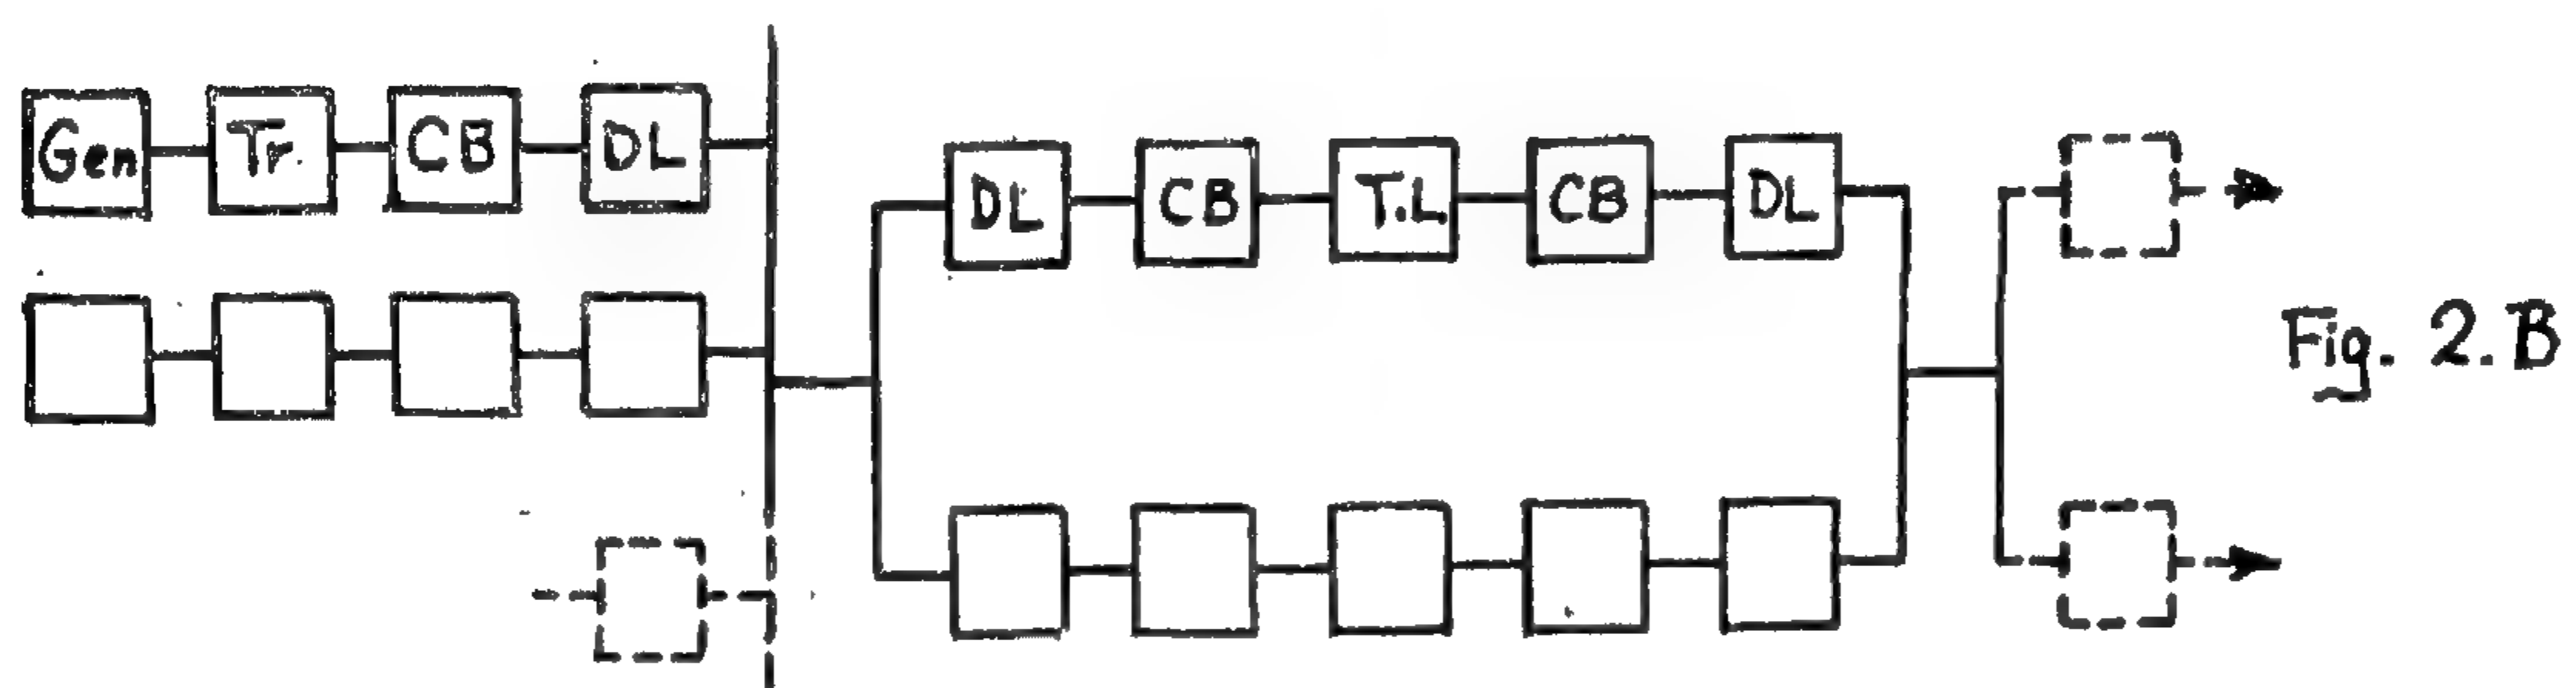 Gen Tr. CB DL
DL CB T.L. CB DL
Fig. 2.B